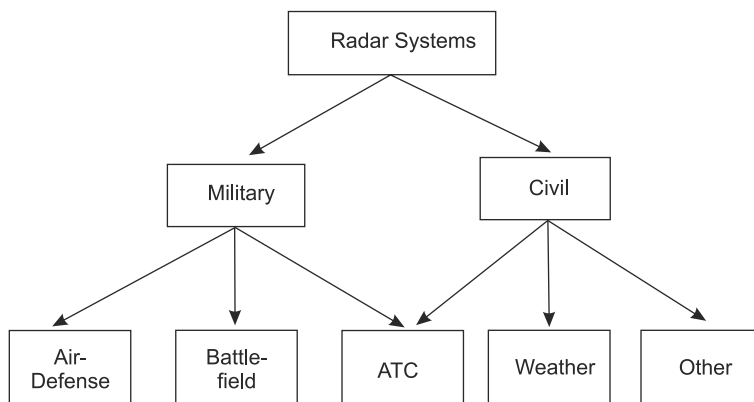 Radar Systems
Military
Civil
Air-
Defense
Battle-
field
ATC
Weather
Other